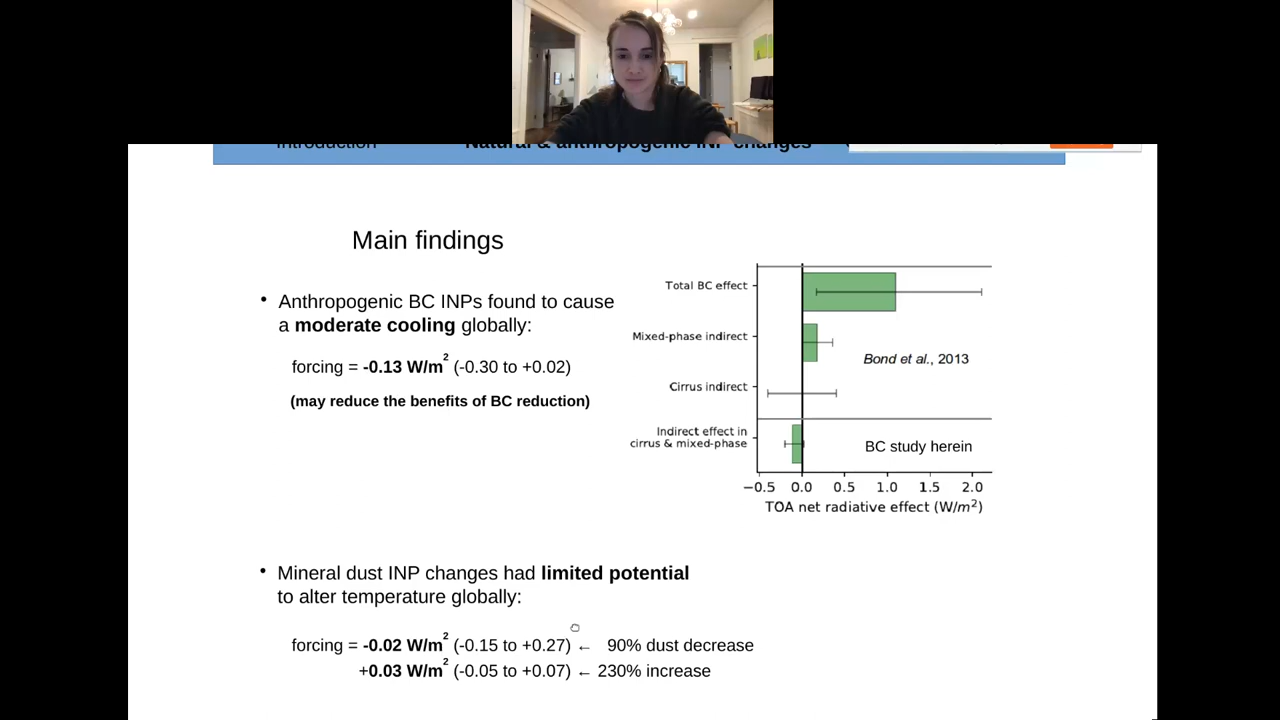 Introduction Natural & anthropogenic INP changes
Main findings
• Anthropogenic BC INPs found to cause
a moderate cooling globally:
forcing = -0.13 W/m² (-0.30 to +0.02)
(may reduce the benefits of BC reduction)
Total BC effect
Mixed-phase indirect
Bond et al., 2013
Cirrus indirect
Indirect effect in
cirrus & mixed-phase
BC study herein
−0.5 0.0 0.5 1.0 1.5 2.0
TOA net radiative effect (W/m²)
• Mineral dust INP changes had limited potential
to alter temperature globally:
forcing = -0.02 W/m² (-0.15 to +0.27) ← 90% dust decrease
+0.03 W/m² (-0.05 to +0.07) ← 230% increase